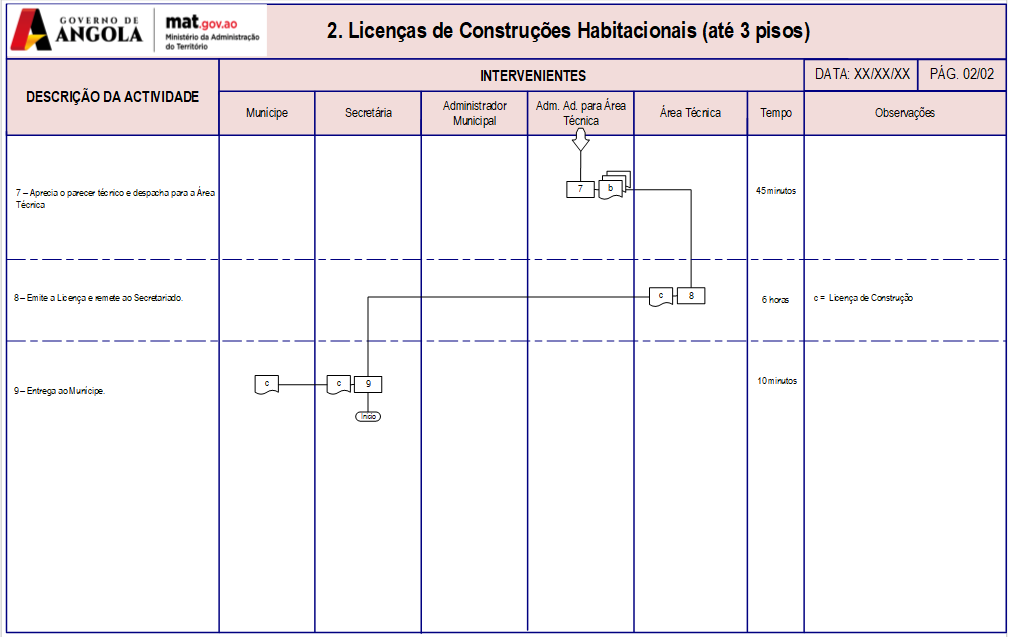 GOVERNO DE
ANGOLA
mat.gov.ao
Ministério da Administração
do Território
2. Licenças de Construções Habitacionais (até 3 pisos)
DESCRIÇÃO DA ACTIVIDADE
INTERVENIENTES
DATA: XX/XX/XX
PÁG. 02/02
Munícipe
Secretária
Administrador
Municipal
Adm. Ad. para Área
Técnica
Área Técnica
Tempo
Observações
7 – Aprecia o parecer técnico e despacha para a Área
Técnica
7
b
45 minutos
8 – Emite a Licença e remete ao Secretariado.
c
8
6 horas
c = Licença de Construção
9 – Entrega ao Munícipe.
c
c
9
10 minutos
Início